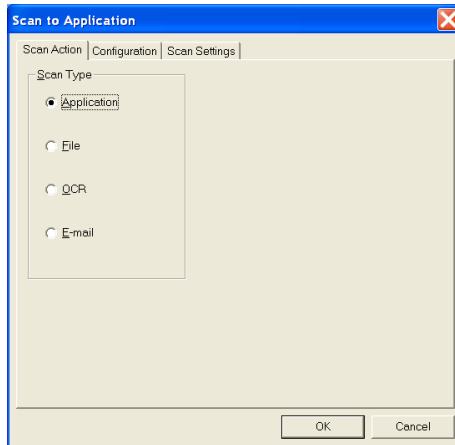 Scan to Application
Scan Action Configuration Scan Settings
Scan Type
Application
File
OCR
E-mail
OK Cancel